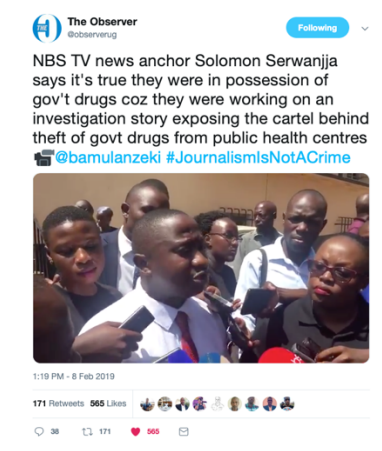 The Observer
@observerug
Following
NBS TV news anchor Solomon Serwanjja
says it's true they were in possession of
gov't drugs coz they were working on an
investigation story exposing the cartel behind
theft of govt drugs from public health centres
@bamulanzeki #JournalismIsNotACrime
1:19 PM - 8 Feb 2019
171 Retweets 565 Likes
38 171 565